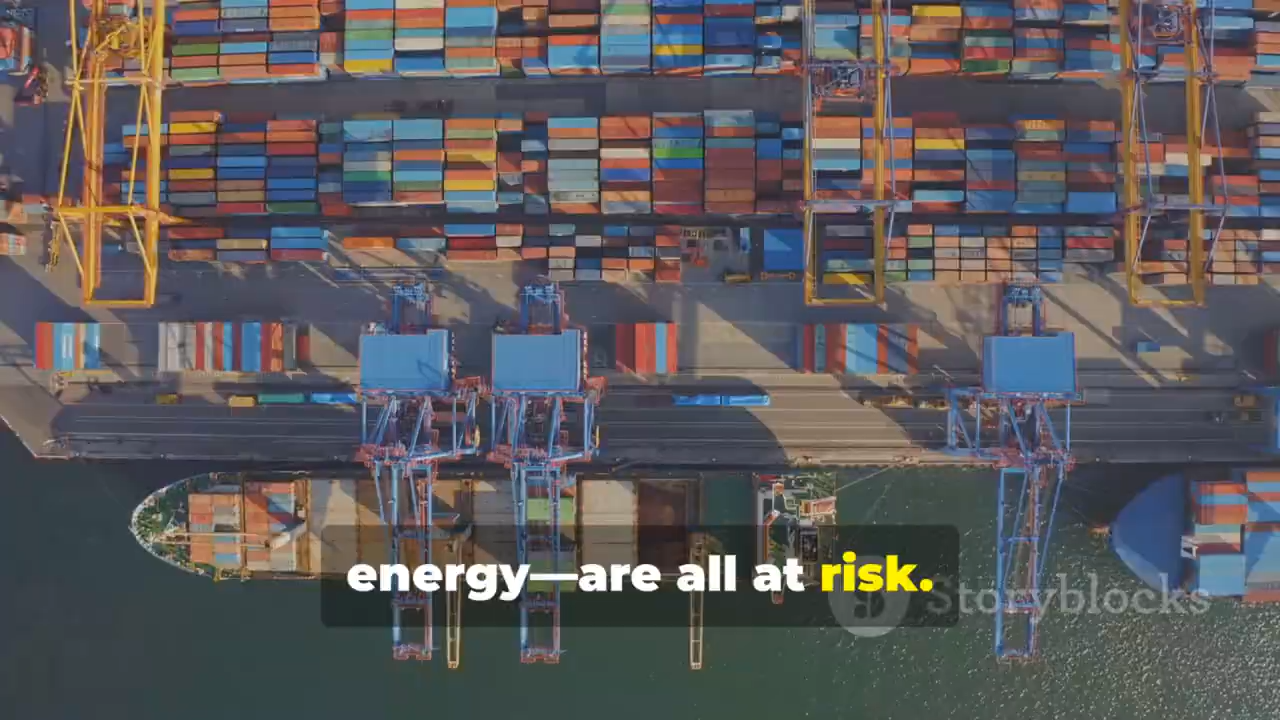 energy—are all at risk.
Storyblocks